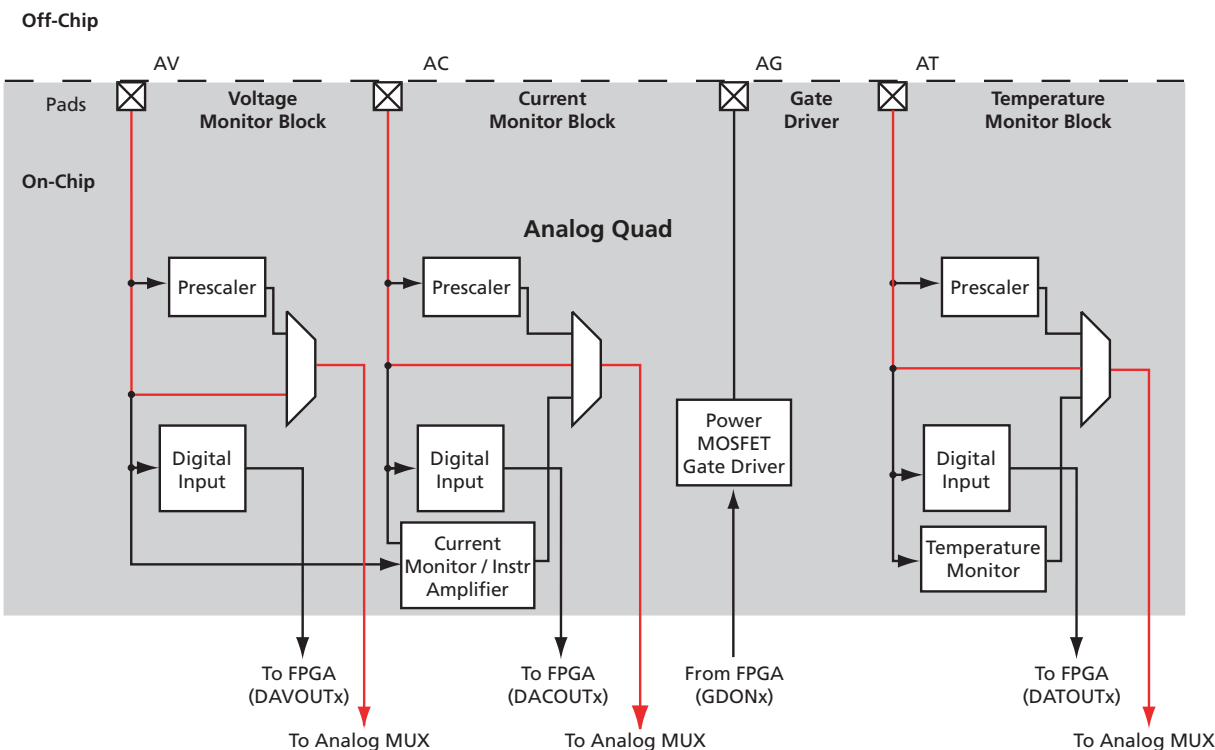 Off-Chip
AV
AC
AG
AT
Pads
Voltage
Monitor Block
Current
Monitor Block
Gate
Driver
Temperature
Monitor Block
On-Chip
Analog Quad
Prescaler
Prescaler
Prescaler
Power
MOSFET
Gate Driver
Digital
Input
Digital
Input
Digital
Input
Current
Monitor / Instr
Amplifier
Temperature
Monitor
To FPGA
(DAVOUTx)
To FPGA
(DACOUTx)
From FPGA
(GDONx)
To FPGA
(DATOUTx)
To Analog MUX
To Analog MUX
To Analog MUX